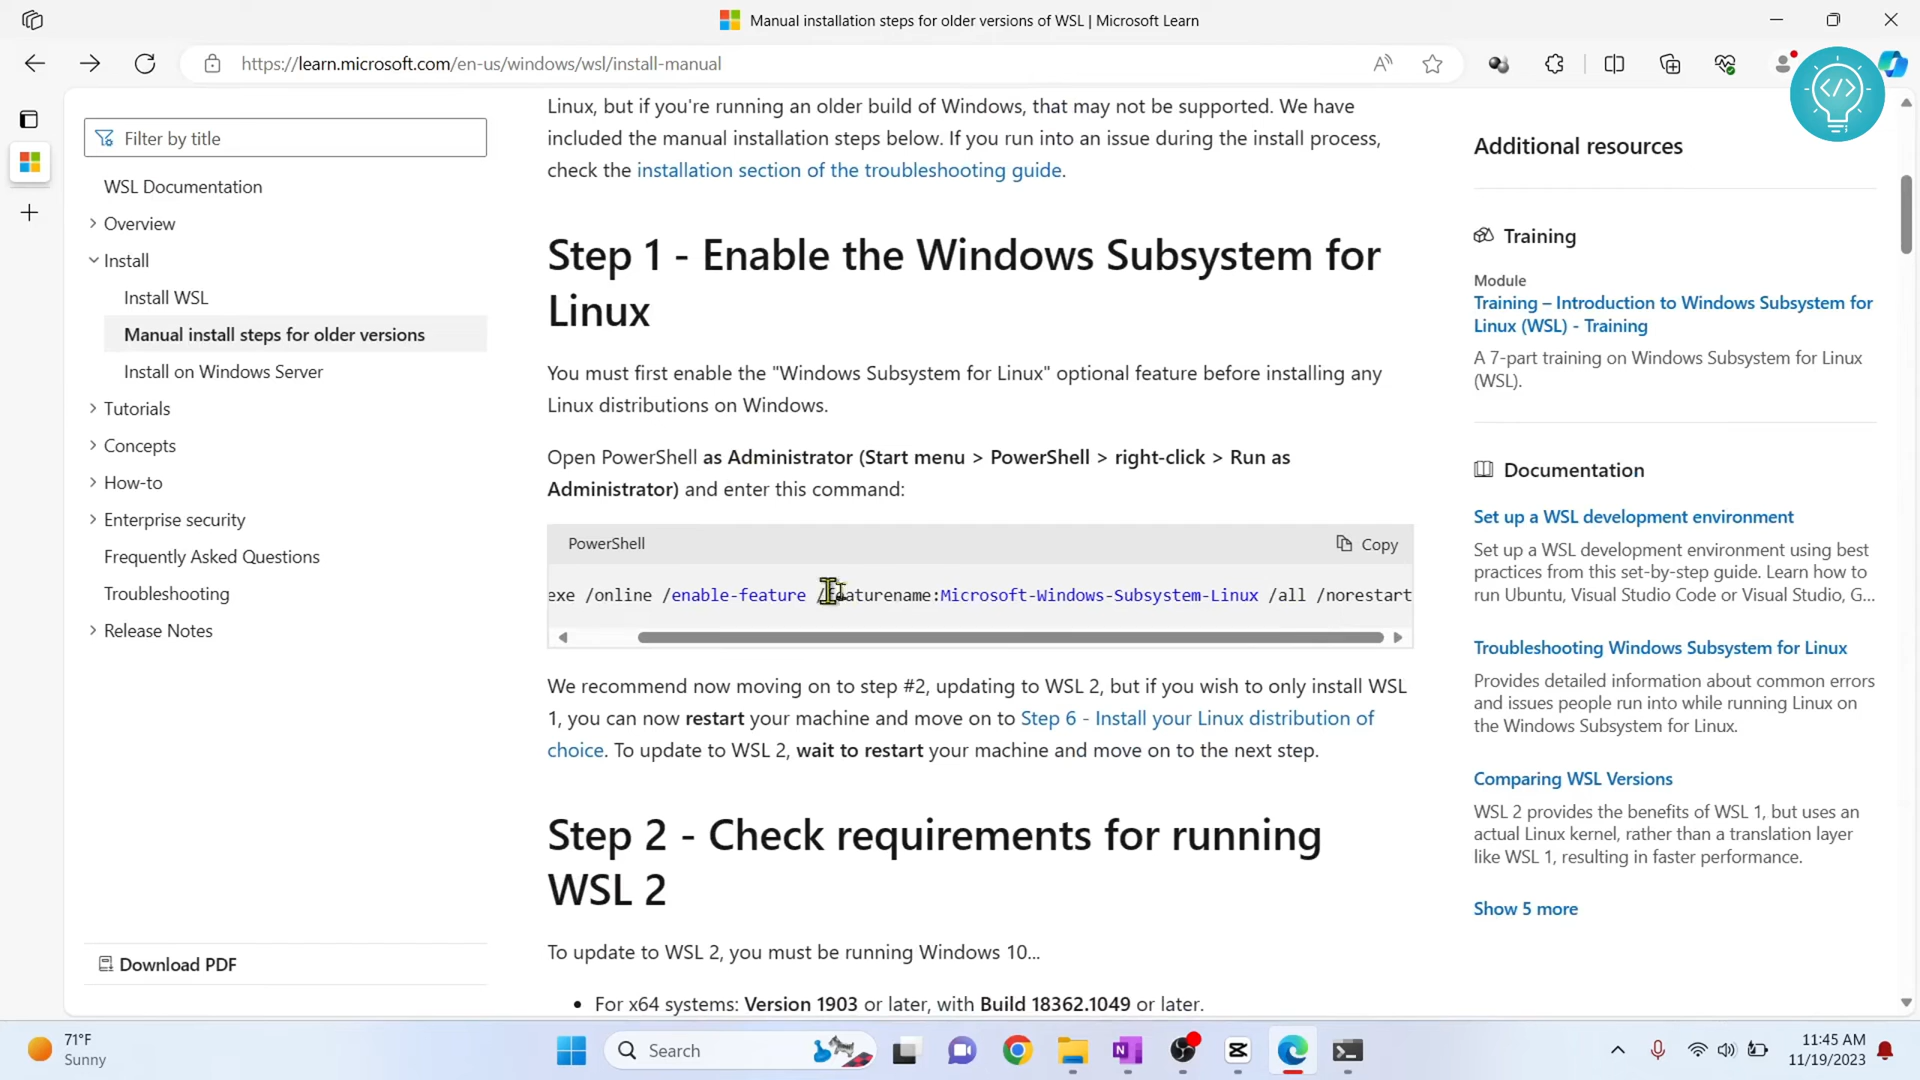 Manual installation steps for older versions of WSL | Microsoft Learn
https://learn.microsoft.com/en-us/windows/wsl/install-manual
Filter by title
WSL Documentation
Overview
Install
Install WSL
Manual install steps for older versions
Install on Windows Server
Tutorials
Concepts
How-to
Enterprise security
Frequently Asked Questions
Troubleshooting
Release Notes
Download PDF
Linux, but if you're running an older build of Windows, that may not be supported. We have
included the manual installation steps below. If you run into an issue during the install process,
check the installation section of the troubleshooting guide.
Step 1 - Enable the Windows Subsystem for
Linux
You must first enable the "Windows Subsystem for Linux" optional feature before installing any
Linux distributions on Windows.
Open PowerShell as Administrator (Start menu > PowerShell > right-click > Run as
Administrator) and enter this command:
PowerShell
Copy
exe /online /enable-feature /featurename:Microsoft-Windows-Subsystem-Linux /all /norestart
We recommend now moving on to step #2, updating to WSL 2, but if you wish to only install WSL
1, you can now restart your machine and move on to Step 6 - Install your Linux distribution of
choice. To update to WSL 2, wait to restart your machine and move on to the next step.
Step 2 - Check requirements for running
WSL 2
To update to WSL 2, you must be running Windows 10...
• For x64 systems: Version 1903 or later, with Build 18362.1049 or later.
Additional resources
Training
Module
Training – Introduction to Windows Subsystem for
Linux (WSL) - Training
A 7-part training on Windows Subsystem for Linux
(WSL).
Documentation
Set up a WSL development environment
Set up a WSL development environment using best
practices from this set-by-step guide. Learn how to
run Ubuntu, Visual Studio Code or Visual Studio, G...
Troubleshooting Windows Subsystem for Linux
Provides detailed information about common errors
and issues people run into while running Linux on
the Windows Subsystem for Linux.
Comparing WSL Versions
WSL 2 provides the benefits of WSL 1, but uses an
actual Linux kernel, rather than a translation layer
like WSL 1, resulting in faster performance.
Show 5 more
71°F
Sunny
Search
11:45 AM
11/19/2023